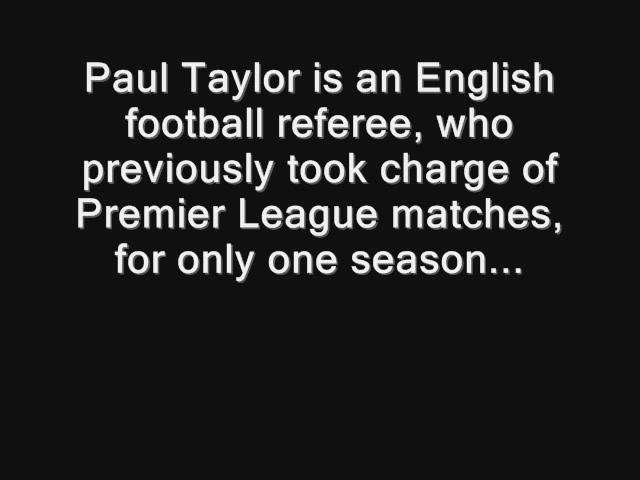 Paul Taylor is an English
football referee, who
previously took charge of
Premier League matches,
for only one season...